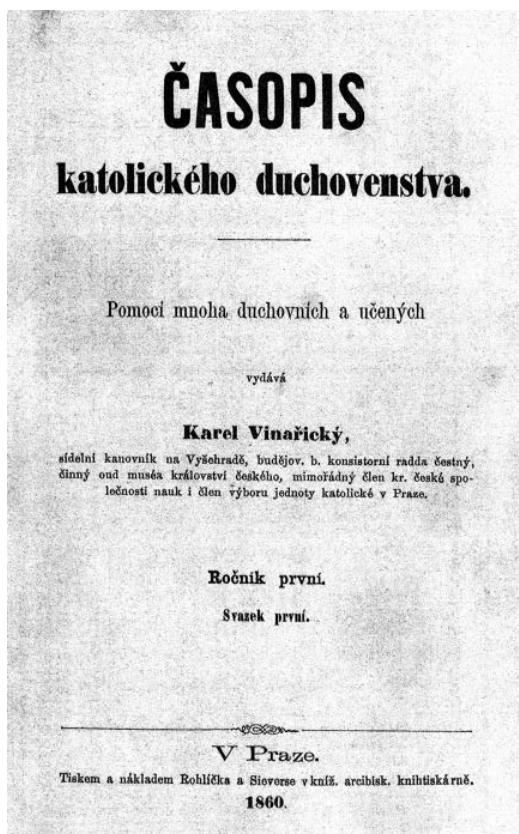 ČASOPIS
katolického duchovenstva.
Pomocí mnoha duchovních a učených
vydává
Karel Vinařický,
sídelní kanovník na Vyšehradě, budějov. b. konsistorní radda čestný,
činný oud muséa království českého, mimořádný člen kr. české spo-
lečnosti nauk i člen výboru jednoty katolické v Praze.
Ročník první.
Svazek první.
V Praze.
Tiskem a nákladem Rohlíčka a Sieverse v kníž. arcibisk. knihtiskárně.
1860.